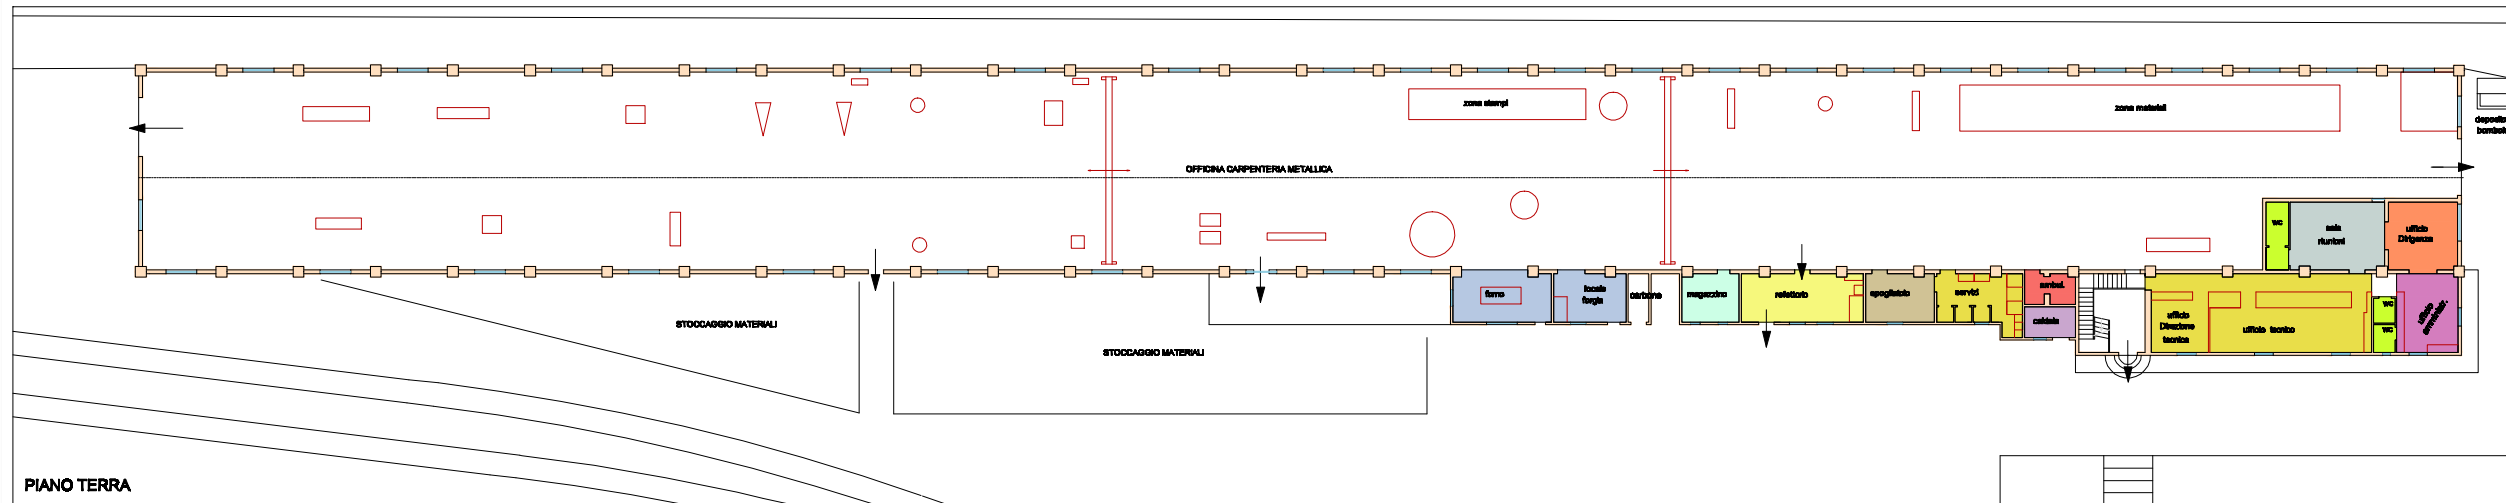 zona stampi
zona materiali
deposito
bombole
OFFICINA CARPENTERIA METALLICA
wc
sala
riunioni
ufficio
Dirigenza
forno
locale
forgia
carbone
magazzino
refettorio
spogliatoio
servizi
caldaia
ufficio
Direzione
tecnica
ufficio tecnico
wc
wc
ufficio
STOCCAGGIO MATERIALI
STOCCAGGIO MATERIALI
PIANO TERRA